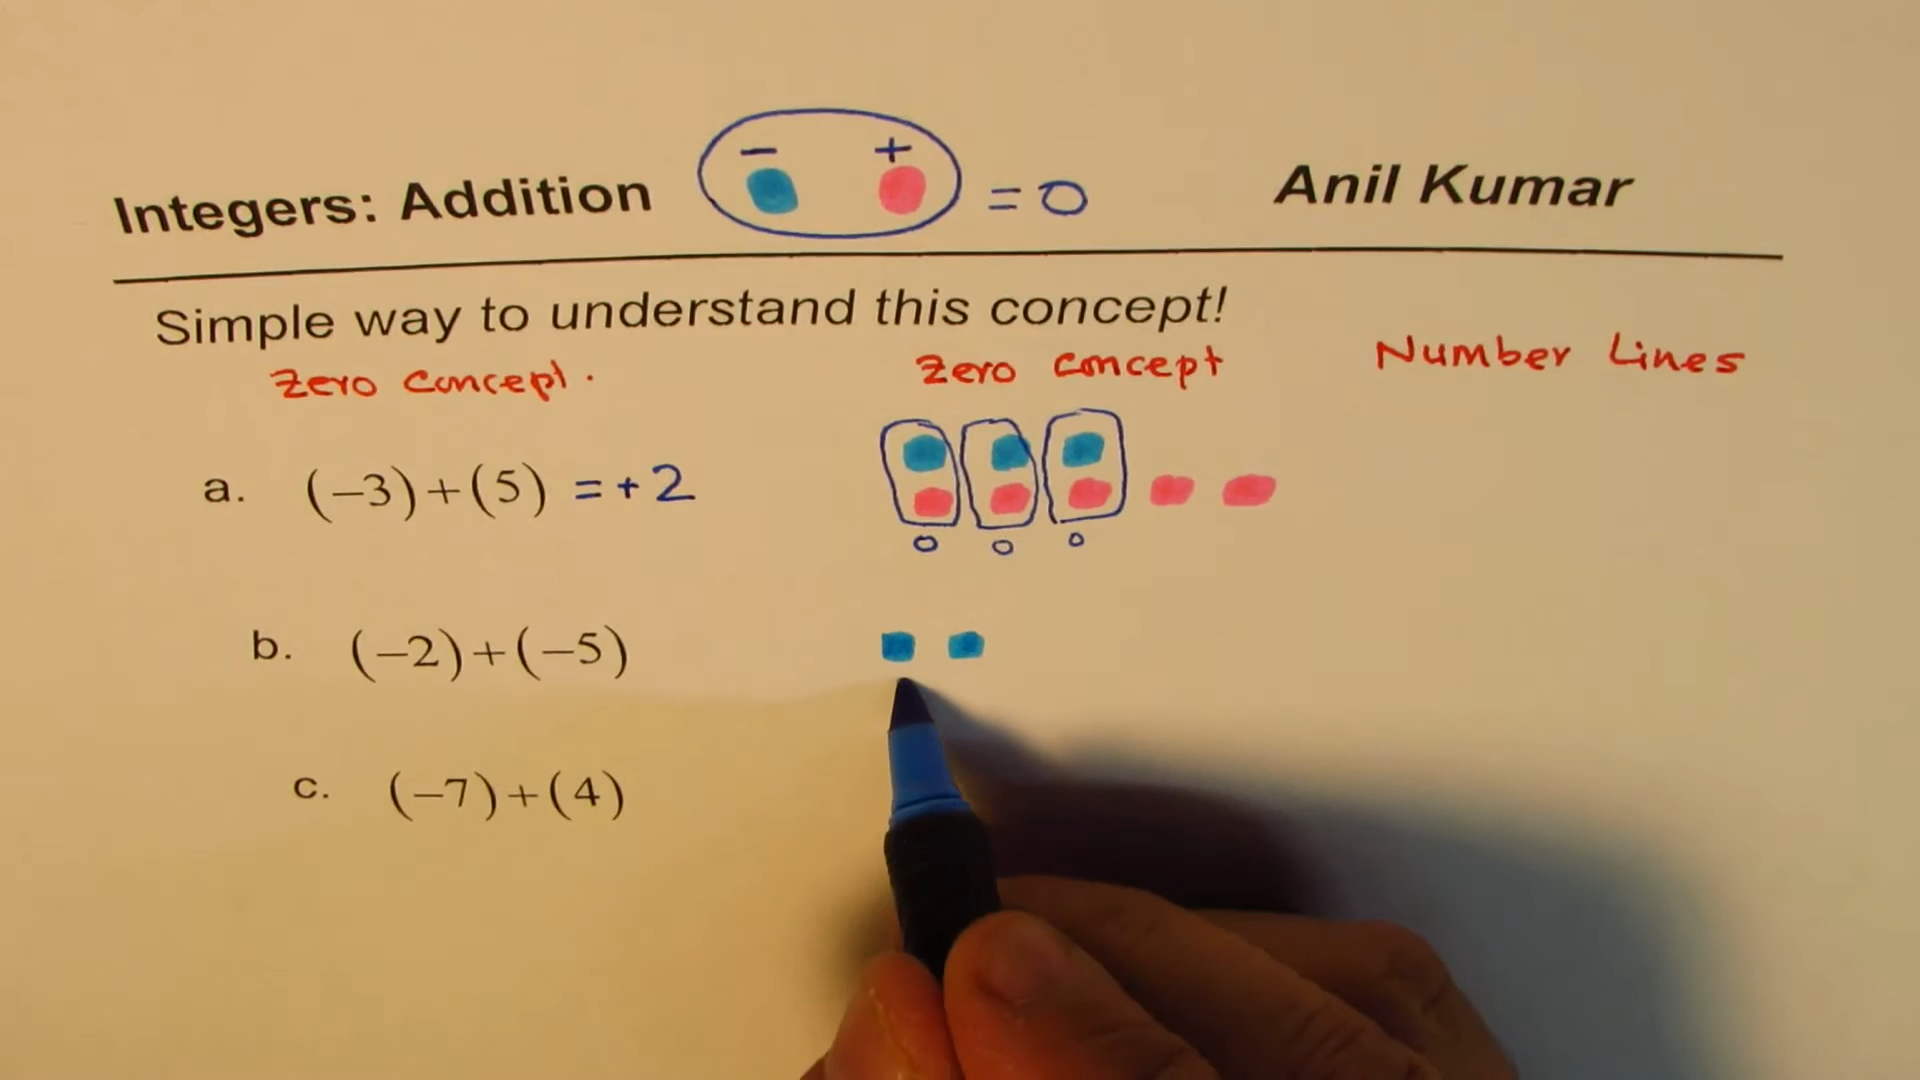 Integers: Addition − + = 0 Anil Kumar
Simple way to understand this concept!
Zero Concept. Zero Concept Number Lines
a. (−3)+(5) = +2
0 0 0
b. (−2)+(−5)
c. (−7)+(4)